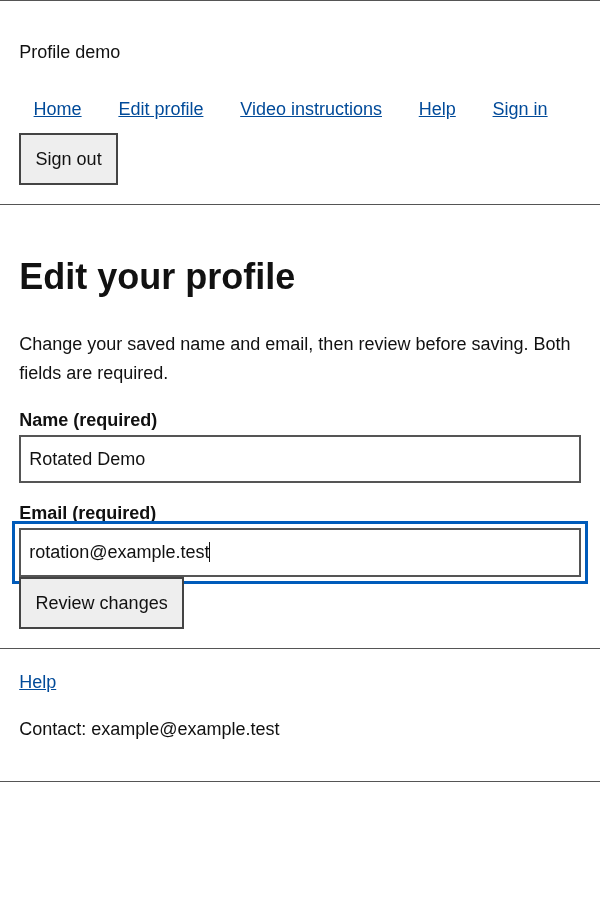 Profile demo
Home Edit profile Video instructions Help Sign in
Sign out
Edit your profile
Change your saved name and email, then review before saving. Both
fields are required.
Name (required)
Rotated Demo
Email (required)
rotation@example.test
Review changes
Help
Contact: example@example.test